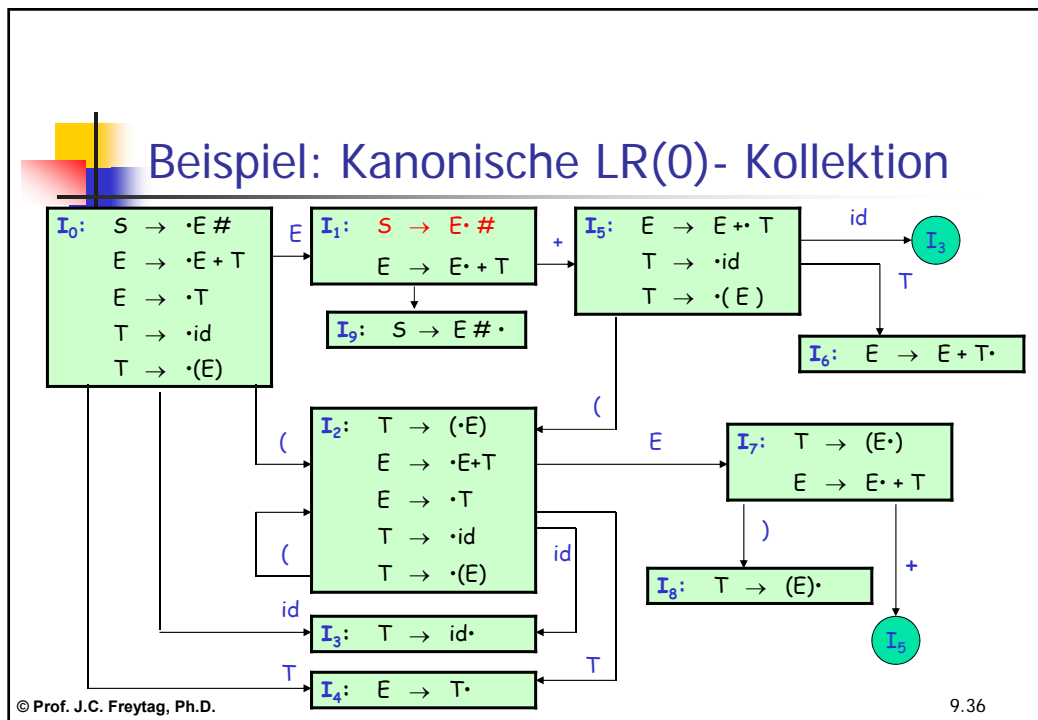 Beispiel: Kanonische LR(0)- Kollektion
I0: S → ·E #
E → ·E + T
E → ·T
T → ·id
T → ·(E)
E
I1: S → E· #
E → E· + T
+
I5: E → E +· T
T → ·id
T → ·( E )
id
I3
T
I9: S → E # ·
I6: E → E + T·
(
(
I2: T → (·E)
E → ·E+T
E → ·T
T → ·id
T → ·(E)
E
I7: T → (E·)
E → E· + T
(
id
)
+
I8: T → (E)·
id
I3: T → id·
I5
T
I4: E → T·
T
© Prof. J.C. Freytag, Ph.D.
9.36